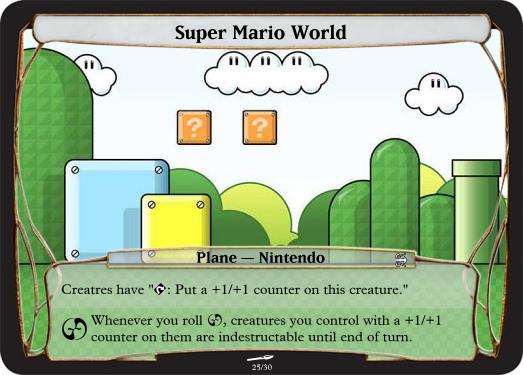 Super Mario World
?
?
Plane — Nintendo
Creatres have ": Put a +1/+1 counter on this creature."
Whenever you roll , creatures you control with a +1/+1
counter on them are indestructable until end of turn.
25/30